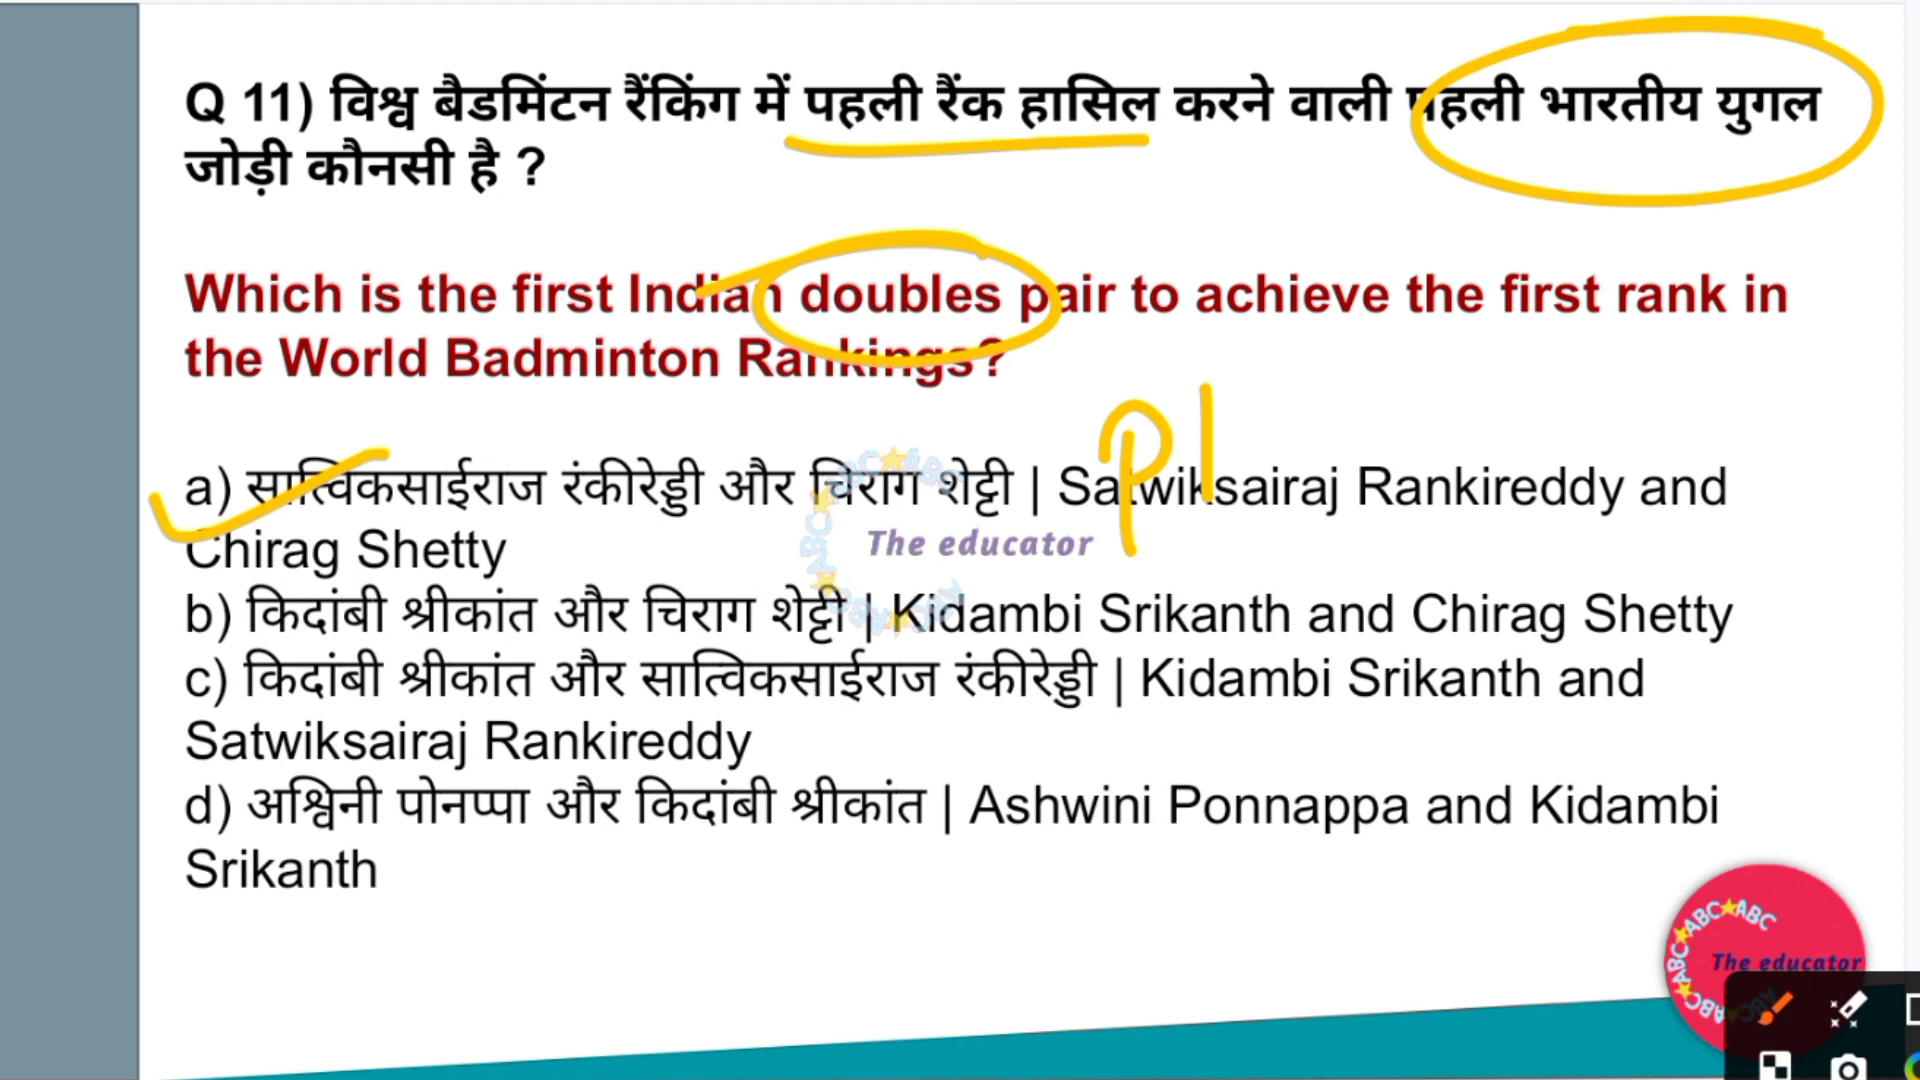 Q 11) विश्व बैडमिंटन रैंकिंग में पहली रैंक हासिल करने वाली पहली भारतीय युगल
जोड़ी कौनसी है ?
Which is the first Indian doubles pair to achieve the first rank in
the World Badminton Rankings?
a) सात्विकसाईराज रंकीरेड्डी और चिराग शेट्टी | Satwiksairaj Rankireddy and
Chirag Shetty
The educator
b) किदांबी श्रीकांत और चिराग शेट्टी | Kidambi Srikanth and Chirag Shetty
c) किदांबी श्रीकांत और सात्विकसाईराज रंकीरेड्डी | Kidambi Srikanth and
Satwiksairaj Rankireddy
d) अश्विनी पोनप्पा और किदांबी श्रीकांत | Ashwini Ponnappa and Kidambi
Srikanth
ABC★ABC★ABC
The educator